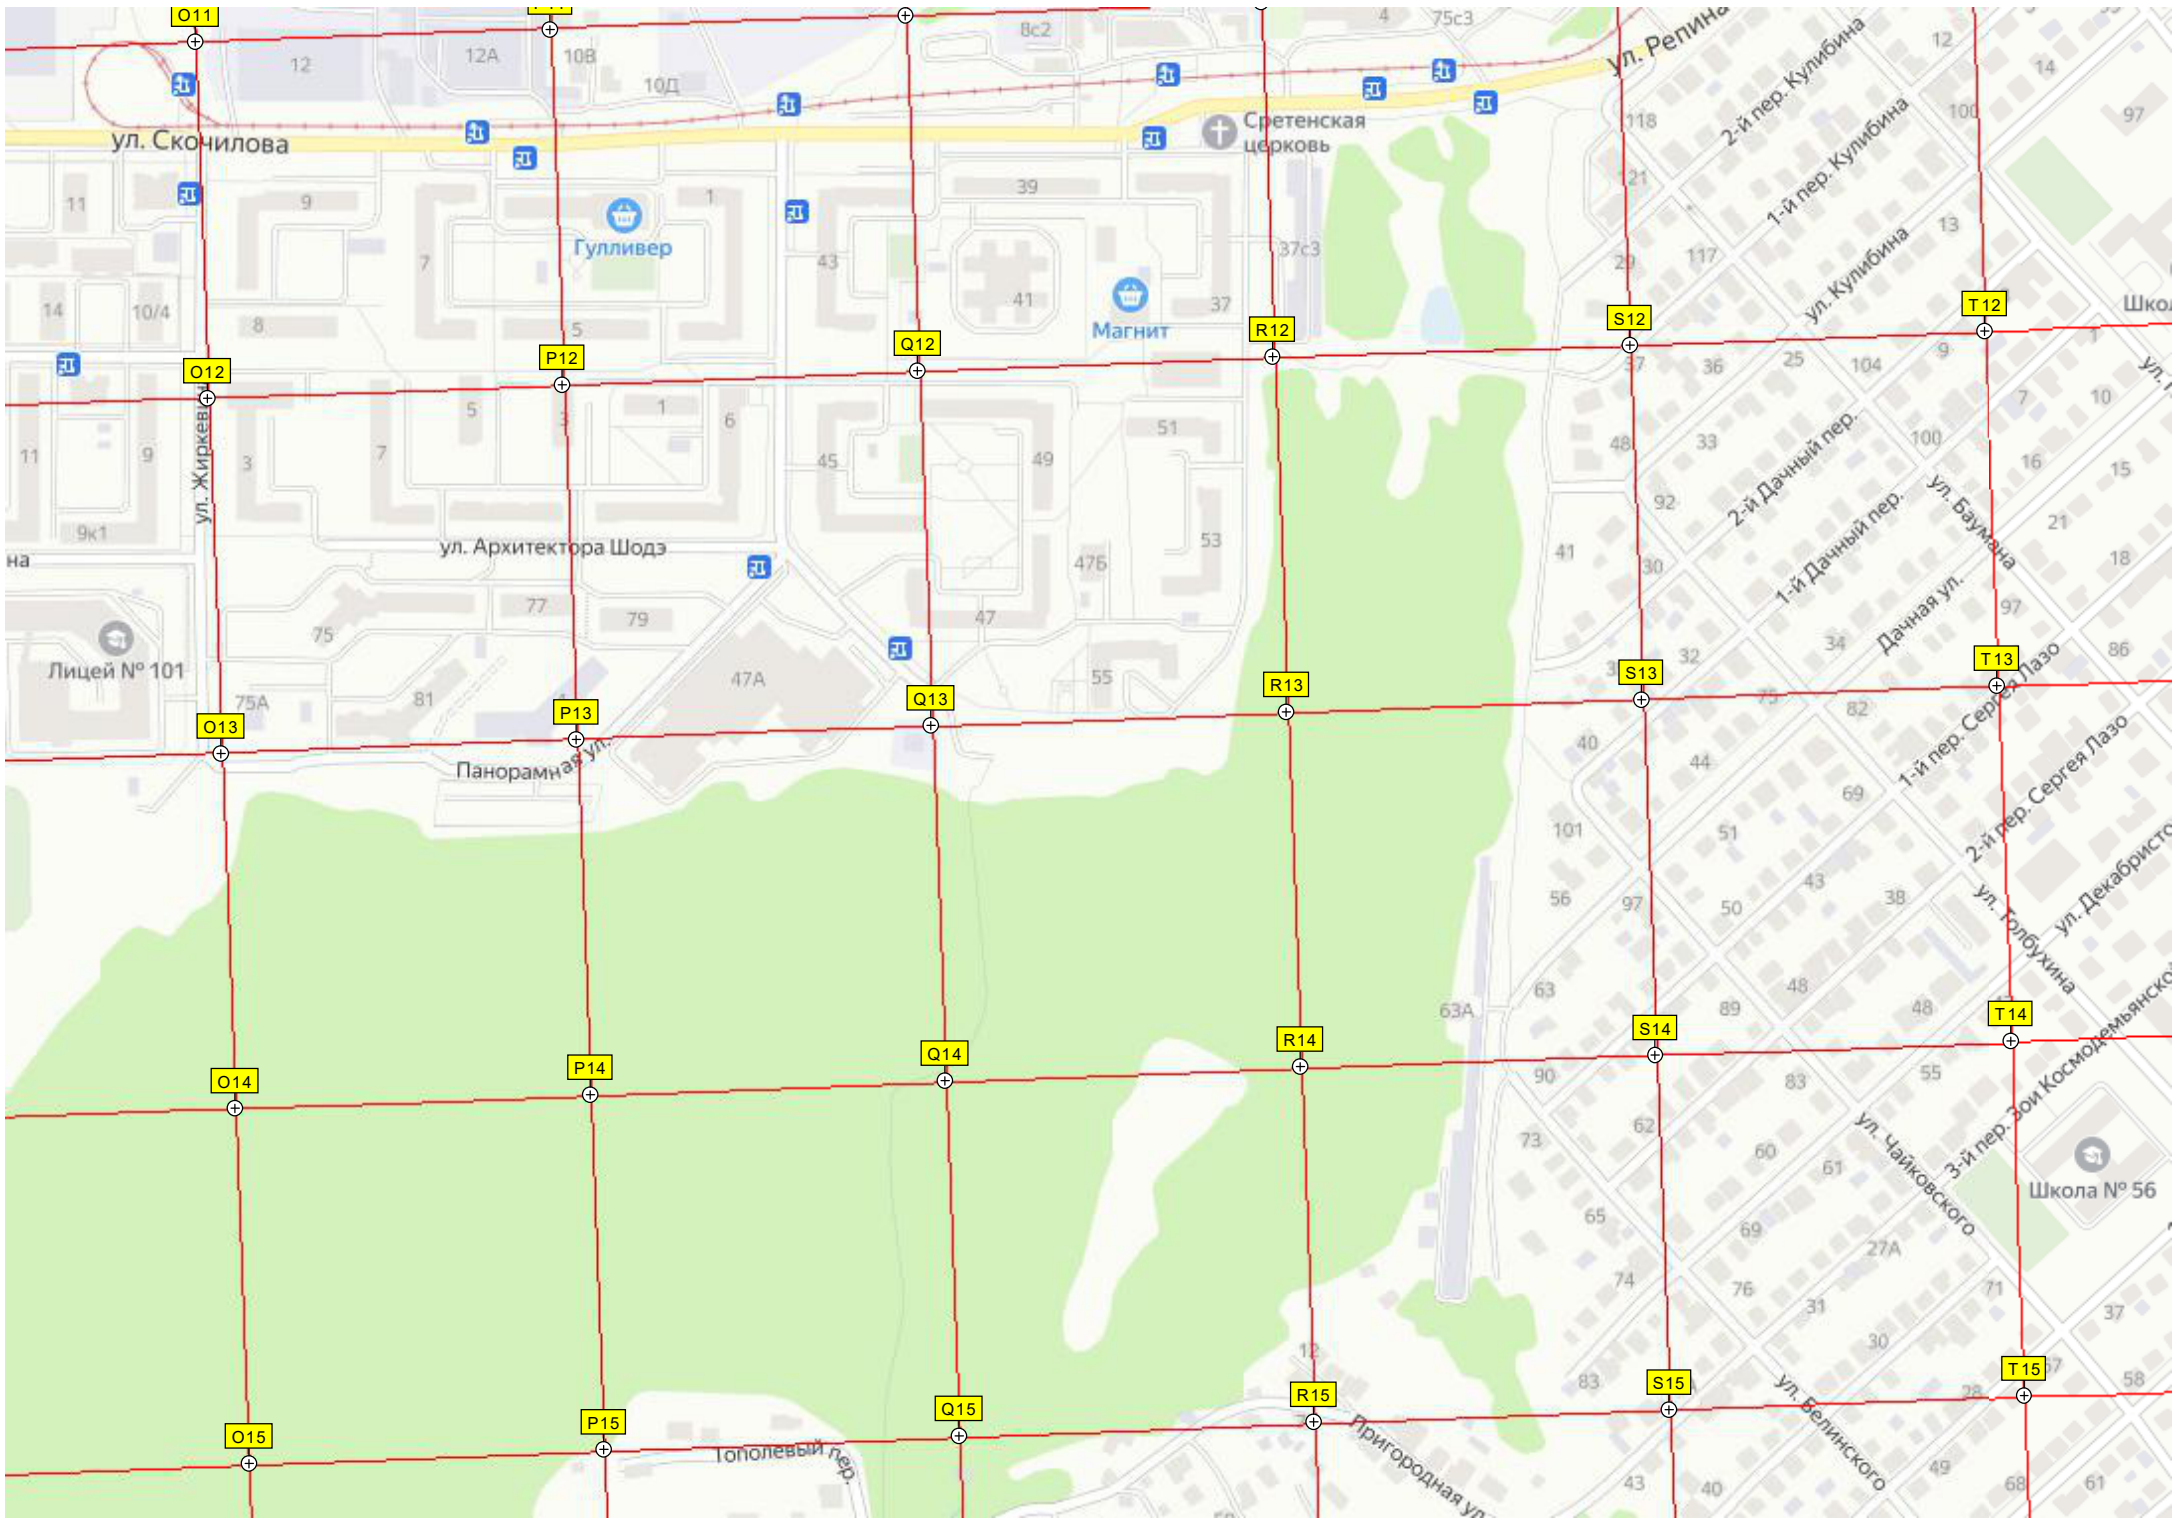 O11
8с2
4
75с3
ул. Репина
12
12А
10В
10Д
12
14
2-й пер. Кулибина
100
97
ул. Скочилова
Сретенская
церковь
118
1-й пер. Кулибина
11
9
7
1
39
121
Гулливер
43
41
37с3
29
117
13
ул. Кулибина
14
10/4
8
5
Магнит
37
Школ
O12
P12
Q12
R12
S12
T12
37
36
25
104
9
1
7
10
11
9
3
7
5
3
1
6
45
49
51
48
33
100
16
15
ул. Жиркеви
2-й Дачный пер.
92
ул. Баумана
21
9к1
на
ул. Архитектора Шодэ
53
47Б
41
30
1-й Дачный пер.
18
Дачная ул.
97
75
77
79
47
34
86
Лицей № 101
75А
81
47А
55
32
O13
P13
Q13
R13
S13
T13
75
82
1-й пер. Сергея Лазо
Панорамная ул.
40
44
69
2-й пер. Сергея Лазо
101
51
ул. Декабристо
56
97
43
50
38
ул. Толбухина
63
63А
89
48
48
O14
P14
Q14
R14
S14
T14
90
83
55
3-й пер. Зои Космодемьянской
73
62
60
61
ул. Чайковского
Школа № 56
65
69
27А
74
76
31
71
37
12
30
O15
P15
Q15
R15
S15
T15
83
28
67
58
Тополевый пер.
Пригородная ул.
ул. Белинского
43
40
49
68
61